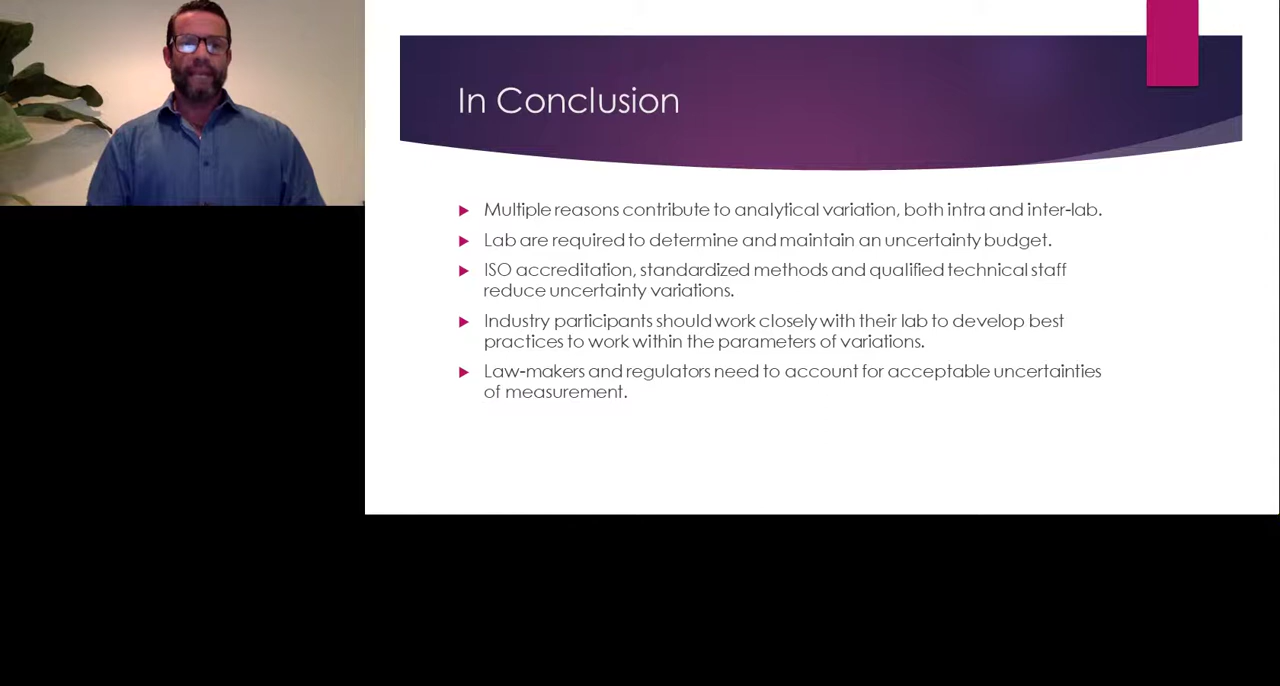 In Conclusion
Multiple reasons contribute to analytical variation, both intra and inter-lab.
Lab are required to determine and maintain an uncertainty budget.
ISO accreditation, standardized methods and qualified technical staff
reduce uncertainty variations.
Industry participants should work closely with their lab to develop best
practices to work within the parameters of variations.
Law-makers and regulators need to account for acceptable uncertainties
of measurement.